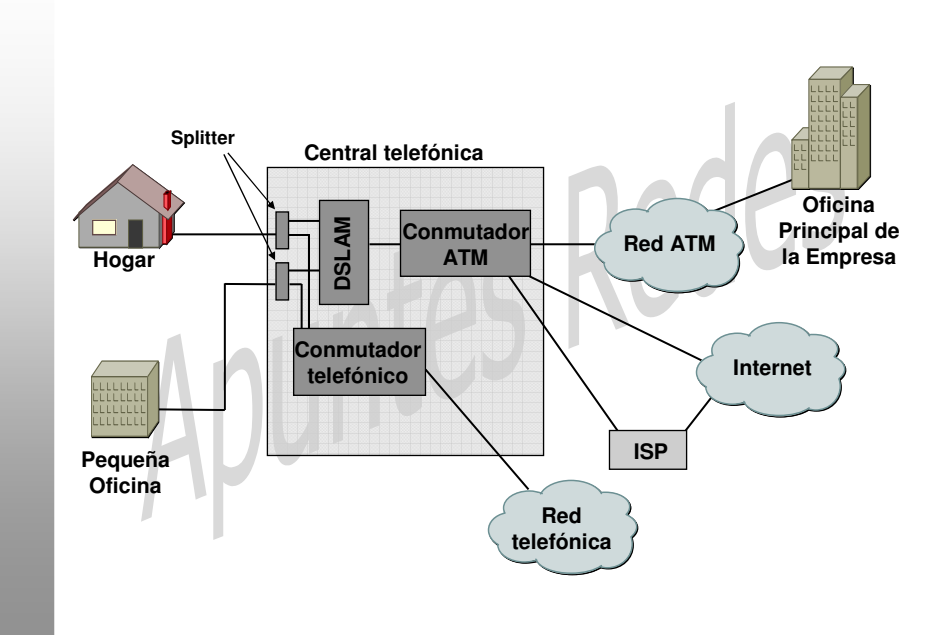 Splitter
Central telefónica
Hogar
DSLAM
Conmutador
ATM
Red ATM
Oficina
Principal de
la Empresa
Conmutador
telefónico
Internet
Pequeña
Oficina
ISP
Red
telefónica
Apuntes Redes